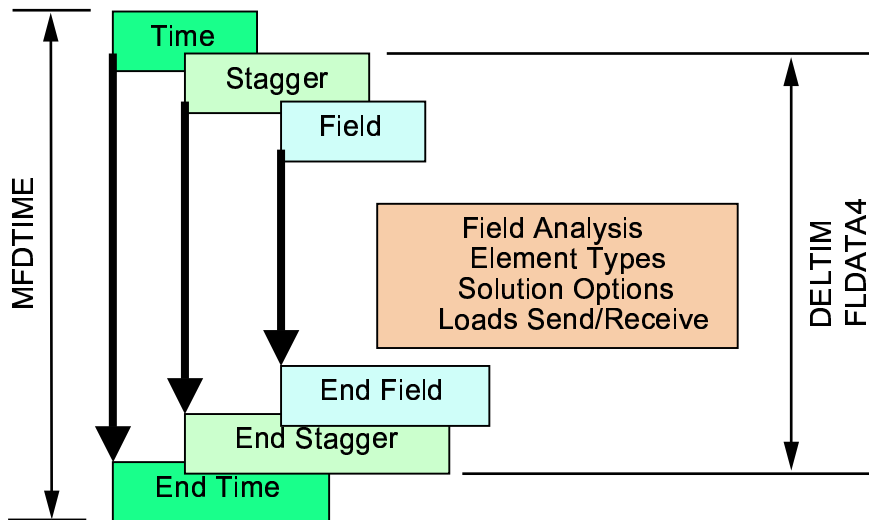 Time
Stagger
Field
MFDTIME
Field Analysis
Element Types
Solution Options
Loads Send/Receive
DELTIM
FLDATA4
End Field
End Stagger
End Time